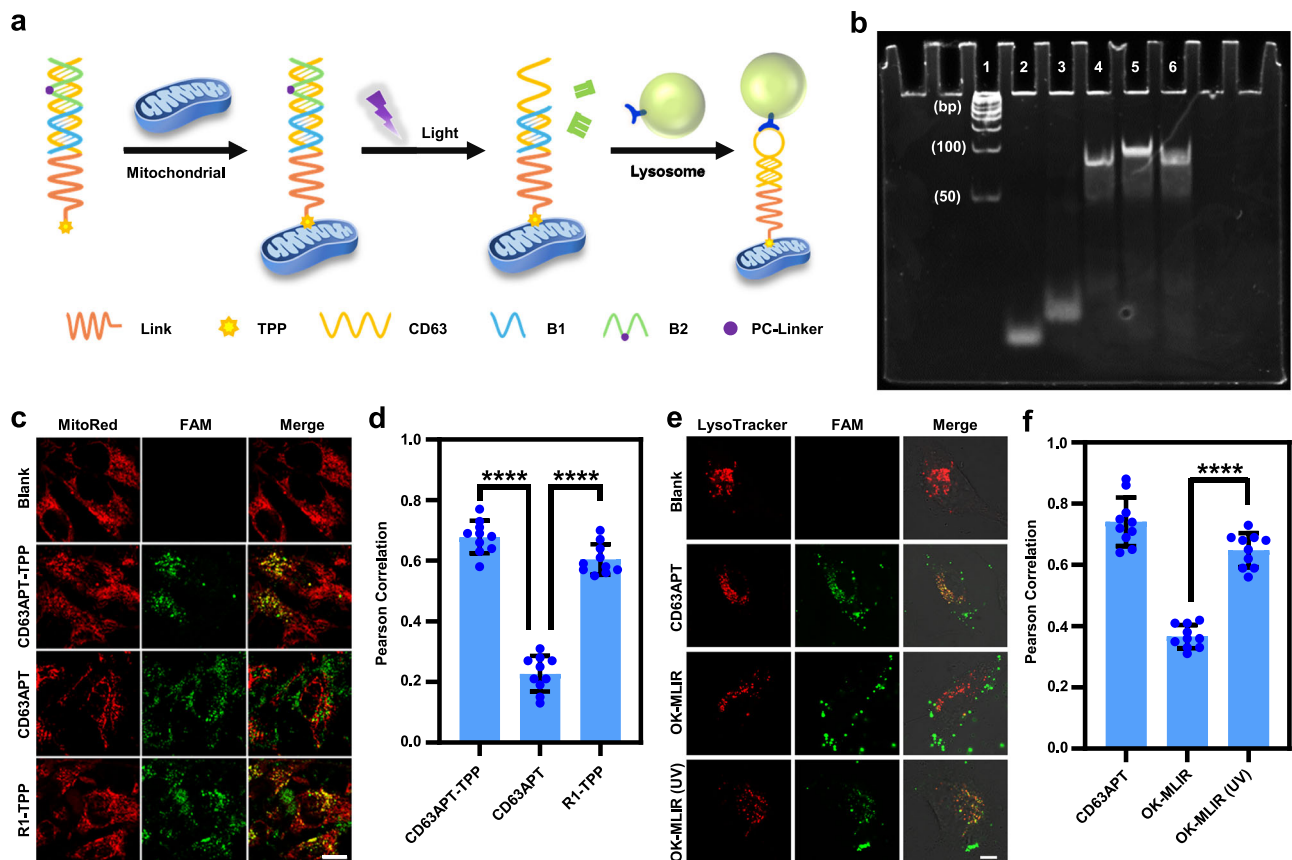 a
Mitochondrial
Light
Lysosome
Link
TPP
CD63
B1
B2
PC-Linker
b
1 2 3 4 5 6
(bp)
(100)
(50)
c
MitoRed FAM Merge
Blank
CD63APT-TPP
CD63APT
R1-TPP
d
Pearson Correlation
1.0
0.8
0.6
0.4
0.2
0.0
**** ****
CD63APT-TPP
CD63APT
R1-TPP
e
LysoTracker FAM Merge
Blank
CD63APT
OK-MLIR
OK-MLIR (UV)
f
Pearson Correlation
1.0
0.8
0.6
0.4
0.2
0.0
****
CD63APT
OK-MLIR
OK-MLIR (UV)